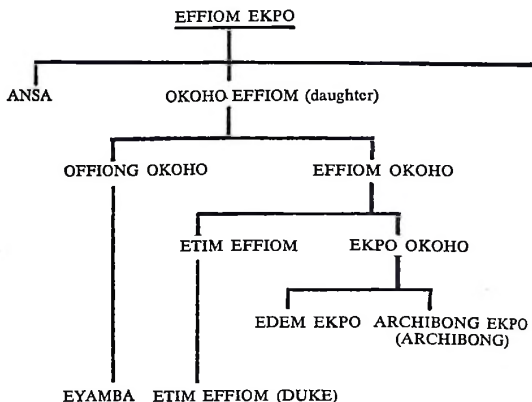 EFFIOM EKPO
ANSA
OKOHO EFFIOM (daughter)
OFFIONG OKOHO
EFFIOM OKOHO
ETIM EFFIOM
EKPO OKOHO
EDEM EKPO
ARCHIBONG EKPO
(ARCHIBONG)
EYAMBA
ETIM EFFIOM (DUKE)